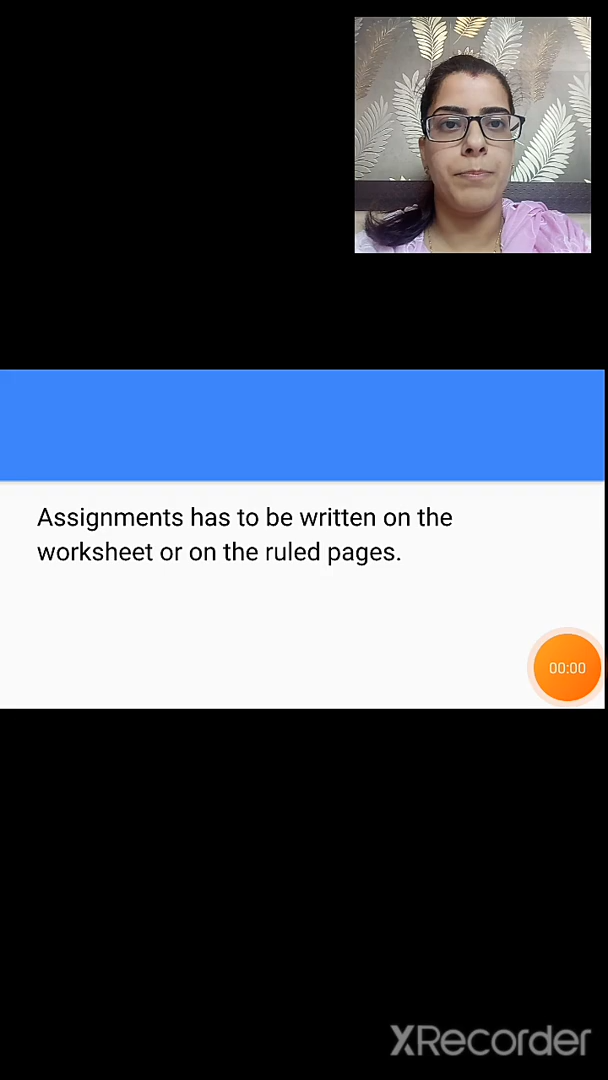 Assignments has to be written on the
worksheet or on the ruled pages.
00:00
XRecorder